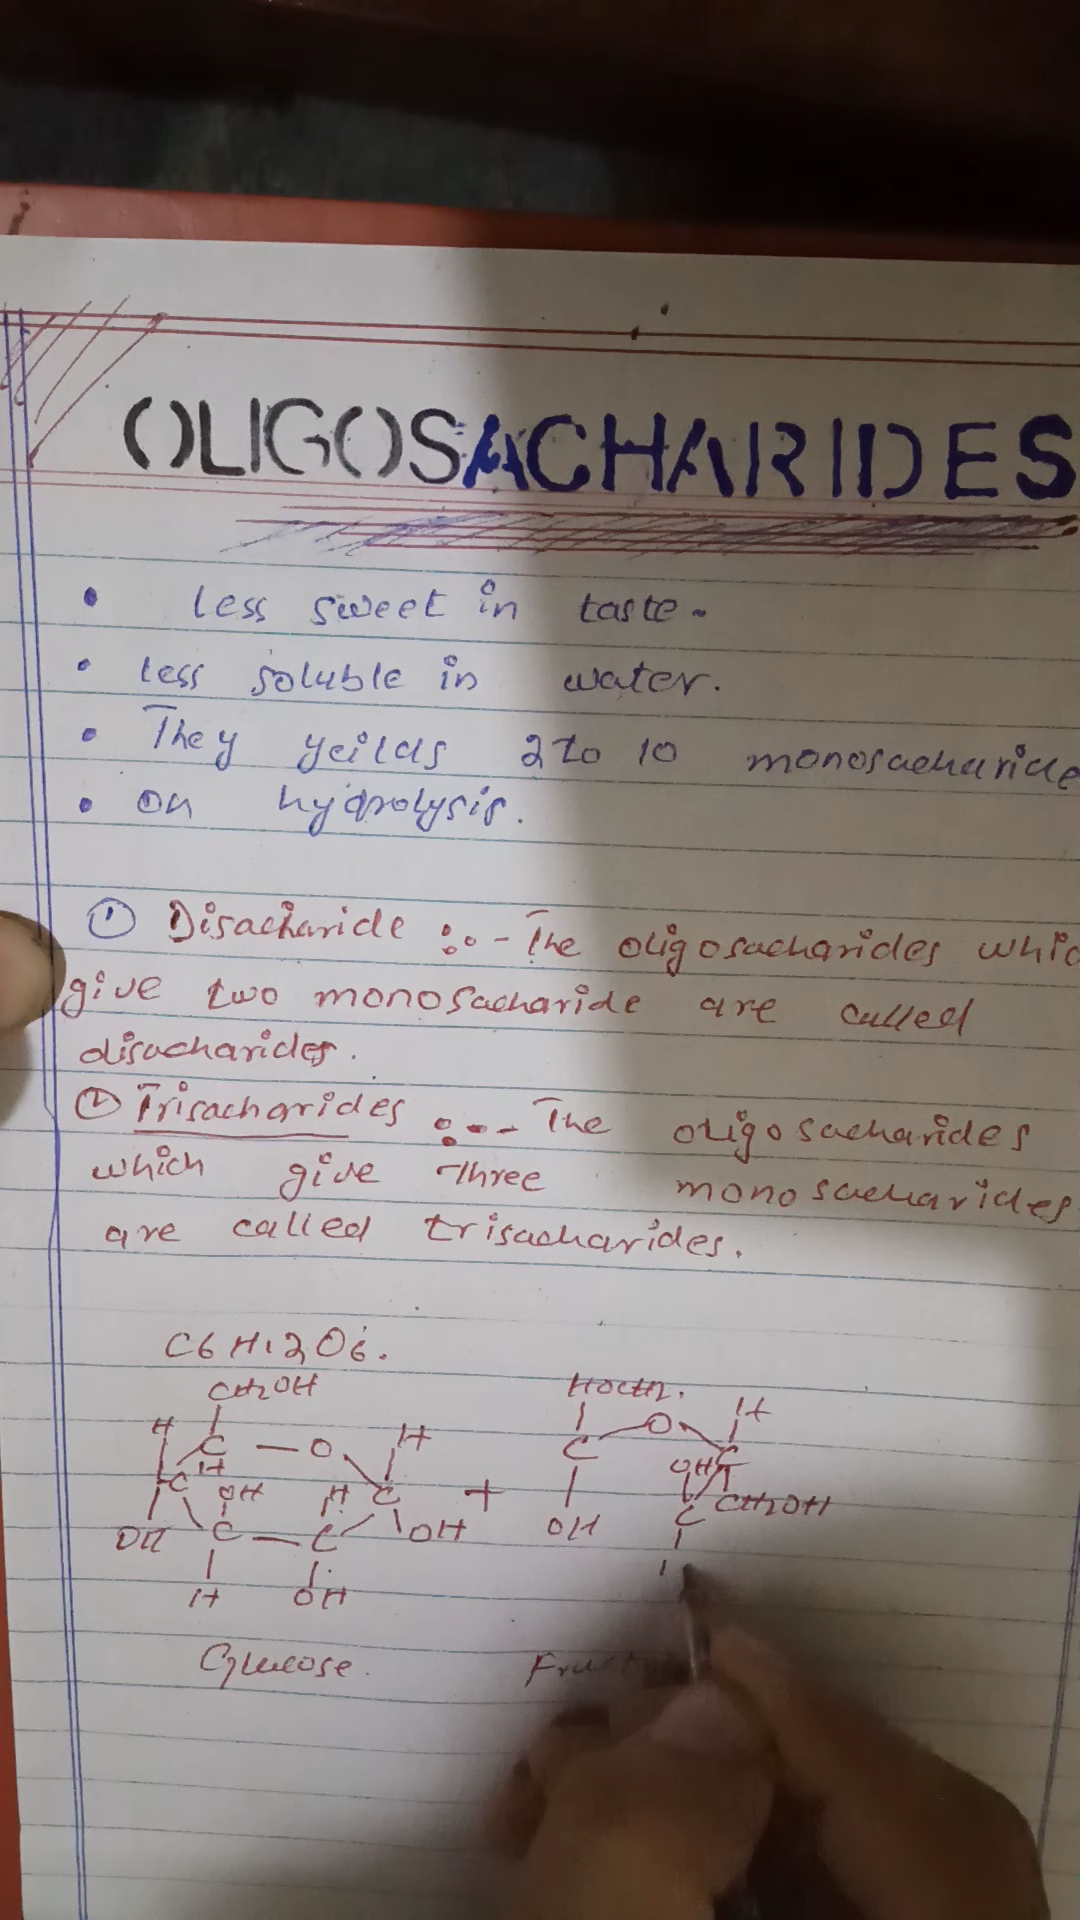 OLIGOSACHARIDES
• Less sweet in taste.
• less soluble in water.
• They yeilds 2 to 10 monosacharide
• on hydrolysis.
① Disacharide :- The oligosacharides whic
give two monosacharide are called
disacharides.
② Trisacharides :- The oligosacharides
which give three monosacharides
are called trisacharides.
C6H12O6.
CH2OH
HOCH2.
H
H
O
H
C
O
H
C
C
C
H
OH
H
C
+
OH
C
CH2OH
OH
C
C
OH
OH
H
OH
Glucose.